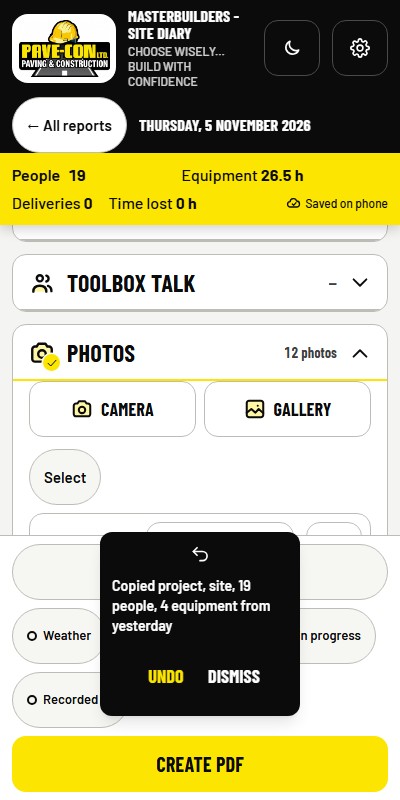 PAVE-CON LTD.
PAVING & CONSTRUCTION
MASTERBUILDERS -
SITE DIARY
CHOOSE WISELY...
BUILD WITH
CONFIDENCE
← All reports
THURSDAY, 5 NOVEMBER 2026
People 19
Equipment 26.5 h
Deliveries 0
Time lost 0 h
Saved on phone
TOOLBOX TALK
–
PHOTOS
12 photos
CAMERA
GALLERY
Select
Copied project, site, 19
people, 4 equipment from
yesterday
UNDO
DISMISS
Weather
n progress
Recorded
CREATE PDF